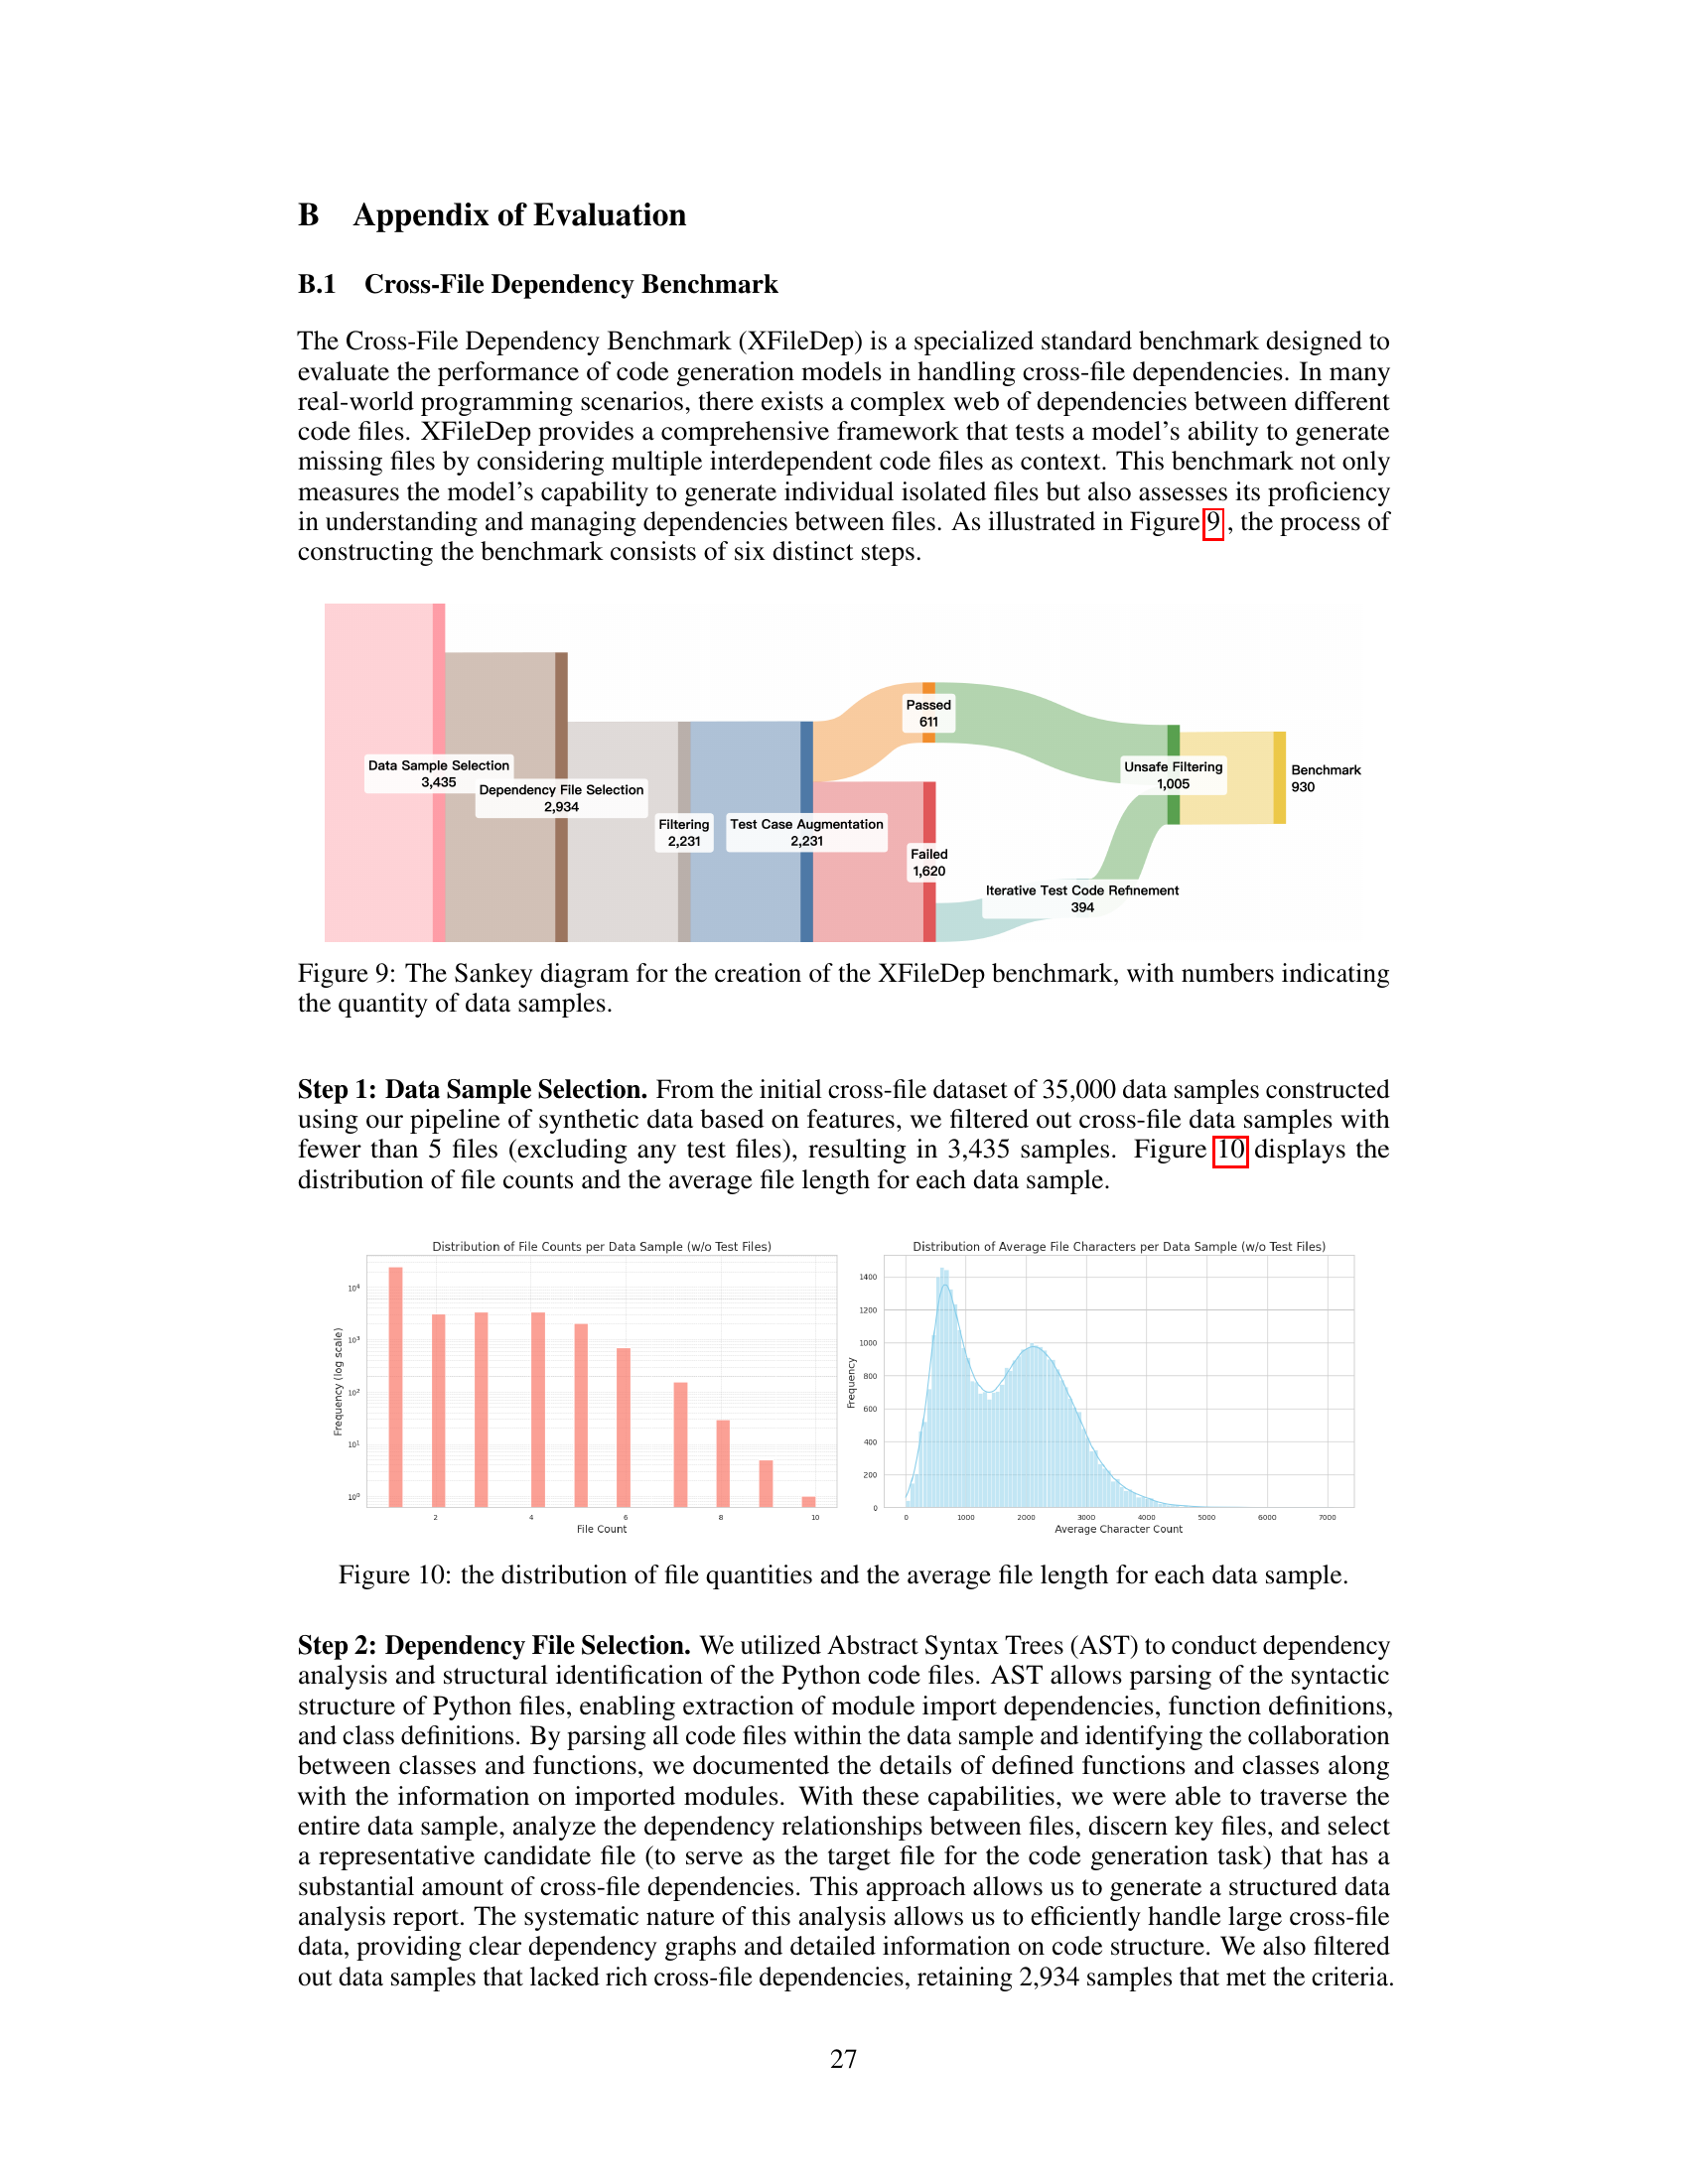 B Appendix of Evaluation
B.1 Cross-File Dependency Benchmark
The Cross-File Dependency Benchmark (XFileDep) is a specialized standard benchmark designed to
evaluate the performance of code generation models in handling cross-file dependencies. In many
real-world programming scenarios, there exists a complex web of dependencies between different
code files. XFileDep provides a comprehensive framework that tests a model's ability to generate
missing files by considering multiple interdependent code files as context. This benchmark not only
measures the model's capability to generate individual isolated files but also assesses its proficiency
in understanding and managing dependencies between files. As illustrated in Figure 9 , the process of
constructing the benchmark consists of six distinct steps.
Data Sample Selection
3,435
Dependency File Selection
2,934
Filtering
2,231
Test Case Augmentation
2,231
Passed
611
Failed
1,620
Iterative Test Code Refinement
394
Unsafe Filtering
1,005
Benchmark
930
Figure 9: The Sankey diagram for the creation of the XFileDep benchmark, with numbers indicating
the quantity of data samples.
Step 1: Data Sample Selection. From the initial cross-file dataset of 35,000 data samples constructed
using our pipeline of synthetic data based on features, we filtered out cross-file data samples with
fewer than 5 files (excluding any test files), resulting in 3,435 samples. Figure 10 displays the
distribution of file counts and the average file length for each data sample.
Distribution of File Counts per Data Sample (w/o Test Files)
Frequency (log scale)
10⁴
10³
10²
10¹
10⁰
2 4 6 8 10
File Count
Distribution of Average File Characters per Data Sample (w/o Test Files)
Frequency
1400
1200
1000
800
600
400
200
0
0 1000 2000 3000 4000 5000 6000 7000
Average Character Count
Figure 10: the distribution of file quantities and the average file length for each data sample.
Step 2: Dependency File Selection. We utilized Abstract Syntax Trees (AST) to conduct dependency
analysis and structural identification of the Python code files. AST allows parsing of the syntactic
structure of Python files, enabling extraction of module import dependencies, function definitions,
and class definitions. By parsing all code files within the data sample and identifying the collaboration
between classes and functions, we documented the details of defined functions and classes along
with the information on imported modules. With these capabilities, we were able to traverse the
entire data sample, analyze the dependency relationships between files, discern key files, and select
a representative candidate file (to serve as the target file for the code generation task) that has a
substantial amount of cross-file dependencies. This approach allows us to generate a structured data
analysis report. The systematic nature of this analysis allows us to efficiently handle large cross-file
data, providing clear dependency graphs and detailed information on code structure. We also filtered
out data samples that lacked rich cross-file dependencies, retaining 2,934 samples that met the criteria.
27